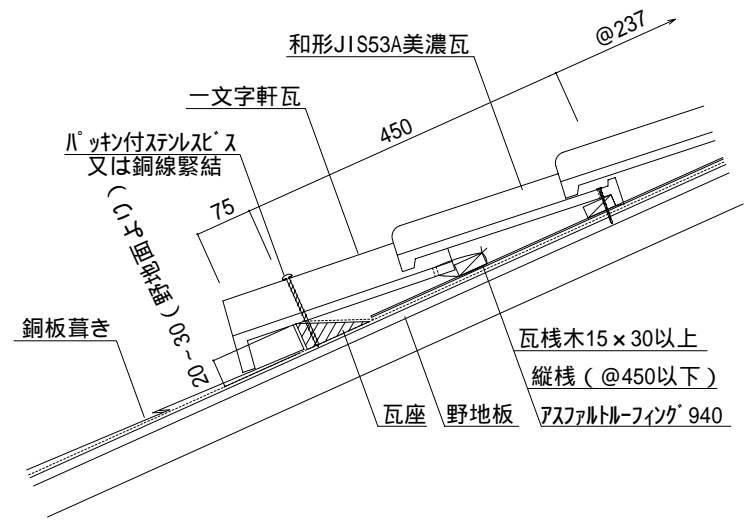 @237
和形JIS53A美濃瓦
一文字軒瓦
450
パッキン付ステンレスビス
又は銅線緊結
75
20~30(野地面より)
銅板葺き
瓦桟木15×30以上
縦桟(@450以下)
瓦座
野地板
アスファルトルーフィング940